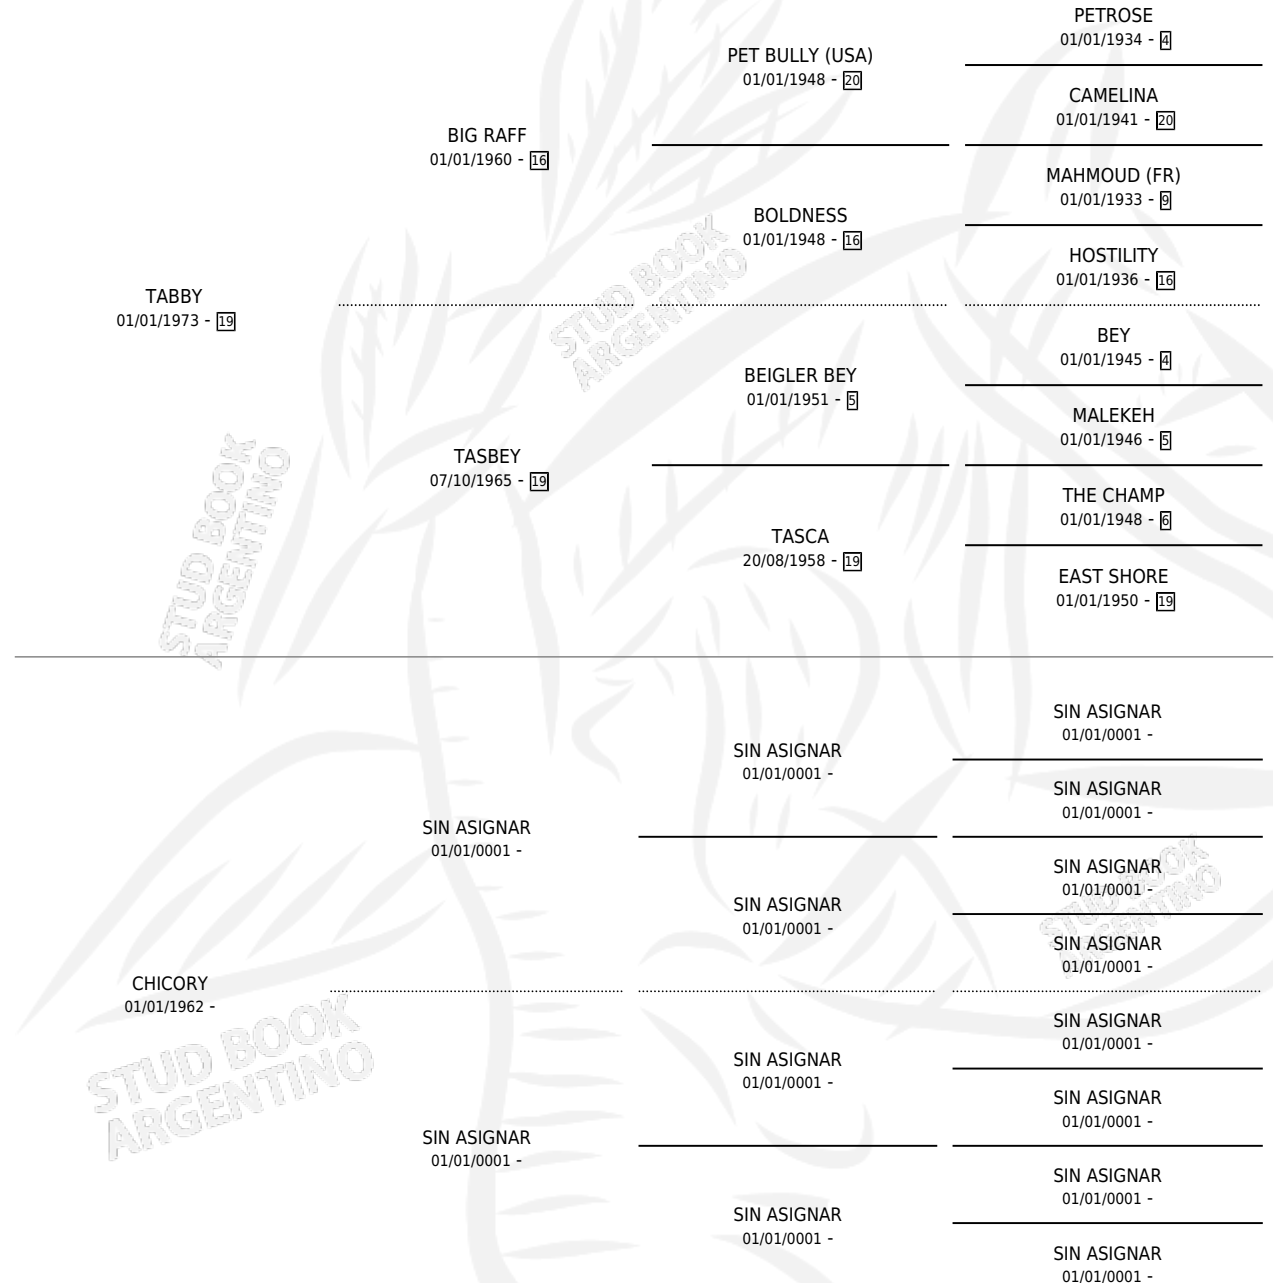 PETROSE
01/01/1934 - 4
PET BULLY (USA)
01/01/1948 - 20
CAMELINA
01/01/1941 - 20
BIG RAFF
01/01/1960 - 16
MAHMOUD (FR)
01/01/1933 - 9
BOLDNESS
01/01/1948 - 16
HOSTILITY
01/01/1936 - 16
TABBY
01/01/1973 - 19
BEY
01/01/1945 - 4
BEIGLER BEY
01/01/1951 - 5
MALEKEH
01/01/1946 - 5
TASBEY
07/10/1965 - 19
THE CHAMP
01/01/1948 - 6
TASCA
20/08/1958 - 19
EAST SHORE
01/01/1950 - 19
STUD BOOK
ARGENTINO
STUD BOOK
ARGENTINO
SIN ASIGNAR
01/01/0001 -
SIN ASIGNAR
01/01/0001 -
SIN ASIGNAR
01/01/0001 -
SIN ASIGNAR
01/01/0001 -
SIN ASIGNAR
01/01/0001 -
SIN ASIGNAR
01/01/0001 -
SIN ASIGNAR
01/01/0001 -
CHICORY
01/01/1962 -
SIN ASIGNAR
01/01/0001 -
SIN ASIGNAR
01/01/0001 -
SIN ASIGNAR
01/01/0001 -
SIN ASIGNAR
01/01/0001 -
SIN ASIGNAR
01/01/0001 -
SIN ASIGNAR
01/01/0001 -
SIN ASIGNAR
01/01/0001 -
STUD BOOK
ARGENTINO
STUD BOOK
ARGENTINO